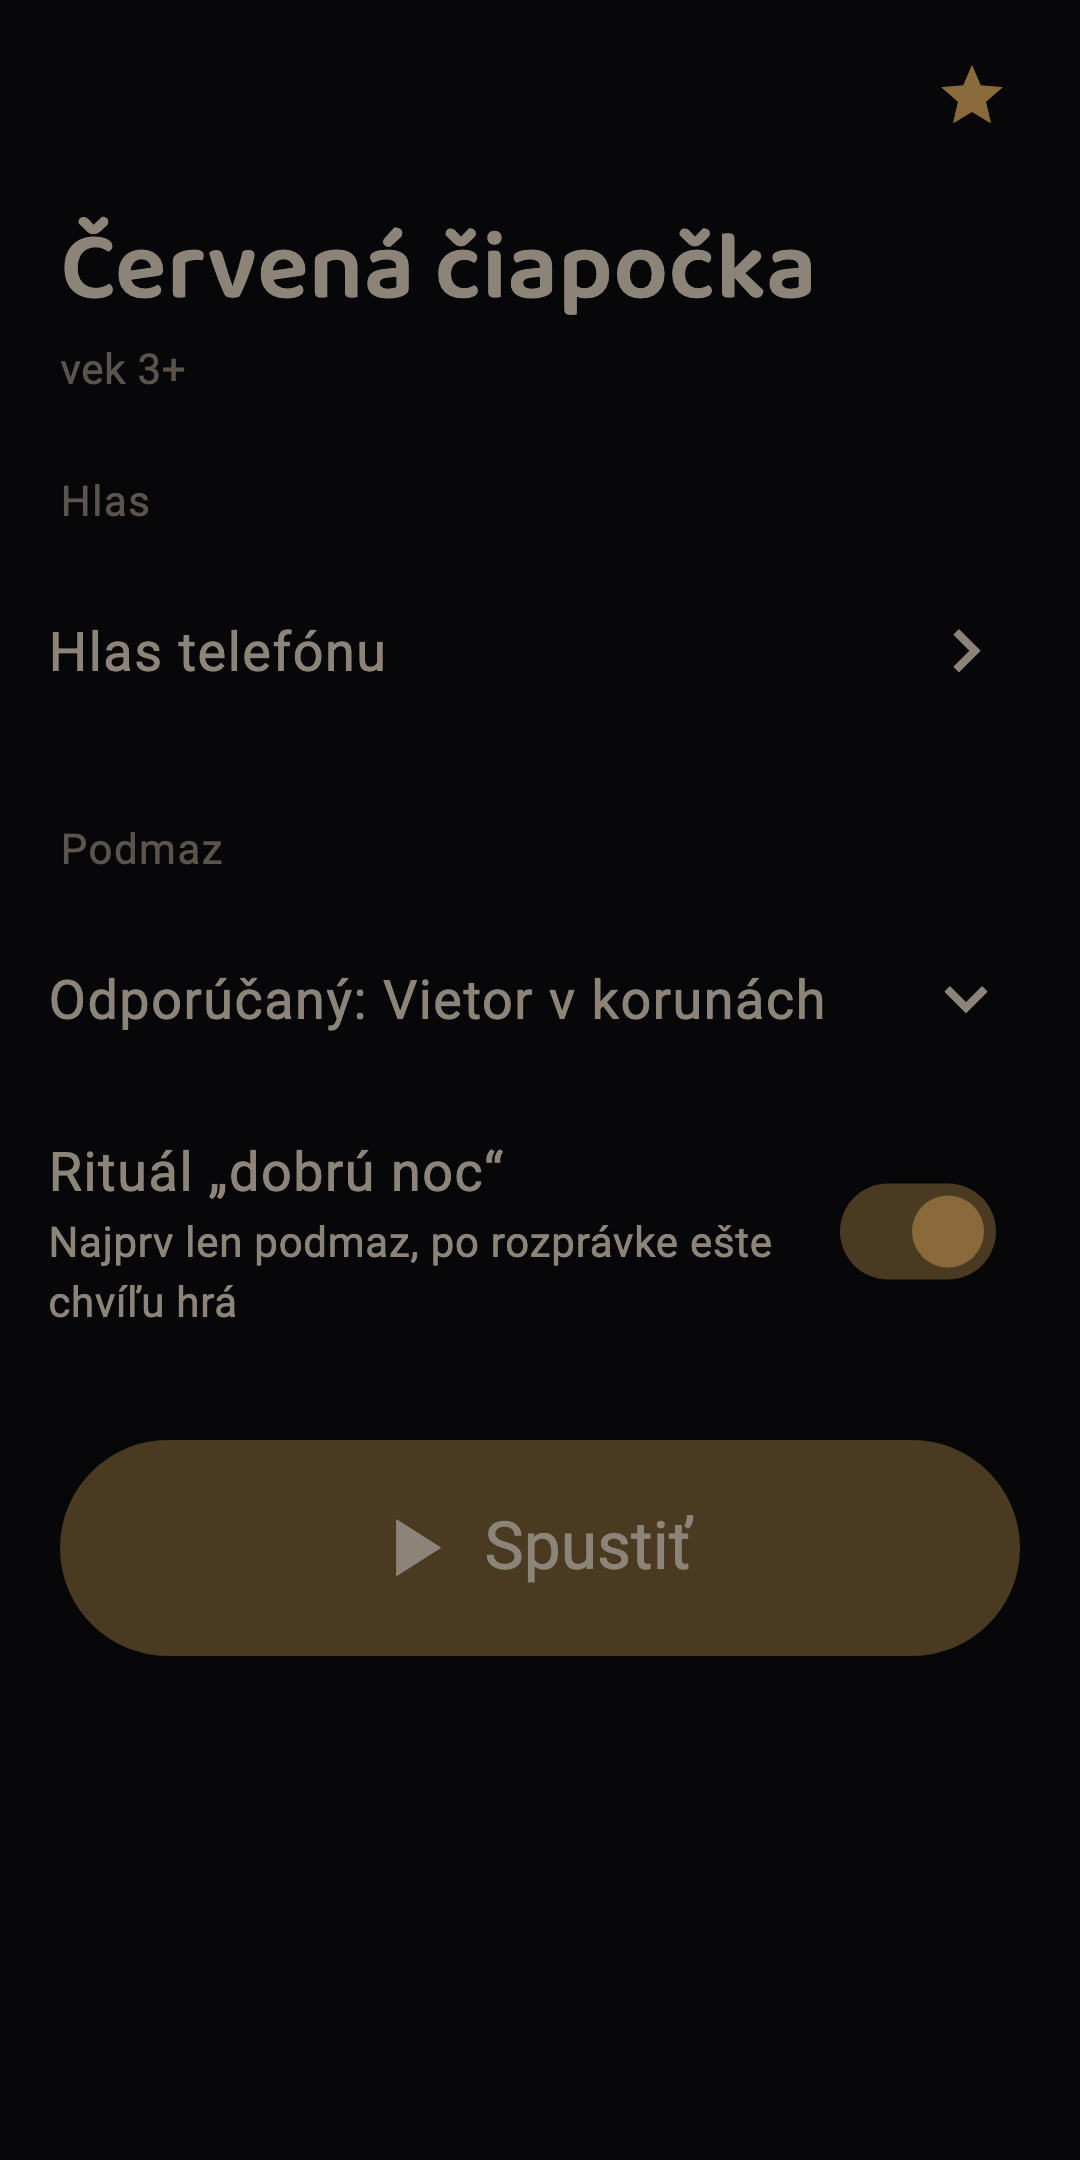 Červená čiapočka
vek 3+
Hlas
Hlas telefónu
Podmaz
Odporúčaný: Vietor v korunách
Rituál „dobrú noc“
Najprv len podmaz, po rozprávke ešte
chvíľu hrá
Spustiť